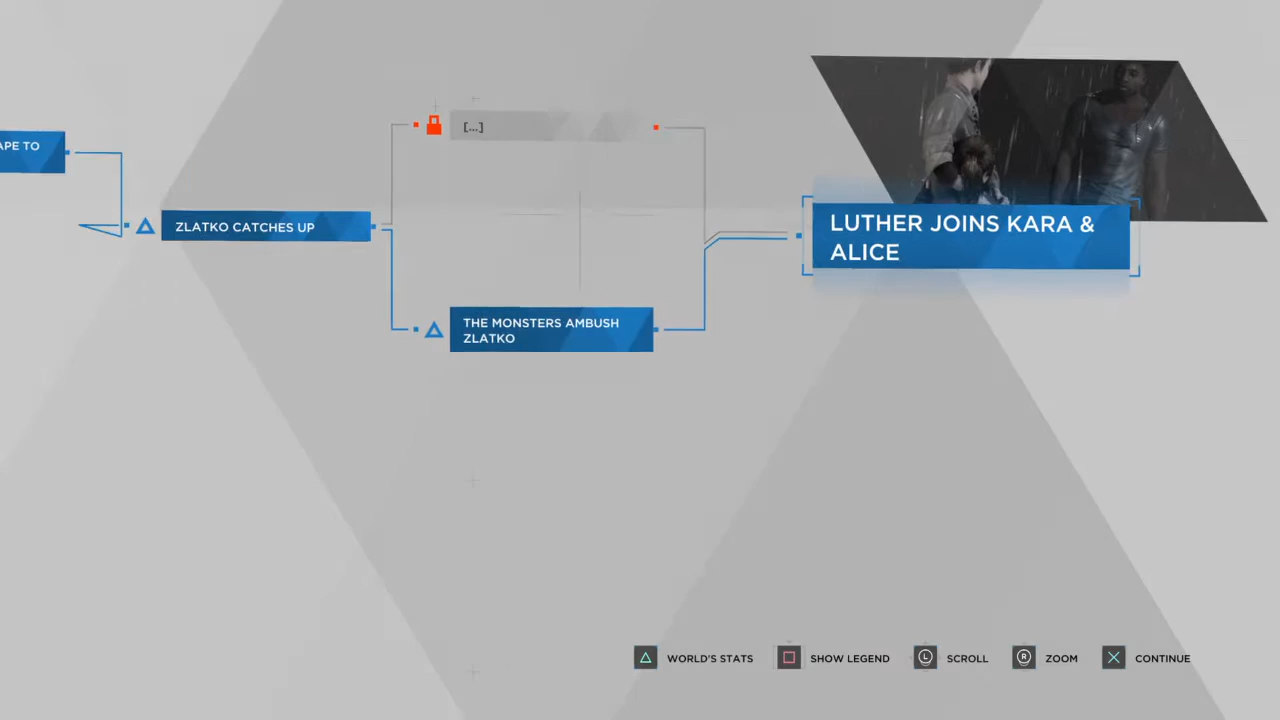 APE TO
[...]
ZLATKO CATCHES UP
LUTHER JOINS KARA &
ALICE
THE MONSTERS AMBUSH
ZLATKO
WORLD'S STATS
SHOW LEGEND
L
SCROLL
R
ZOOM
CONTINUE